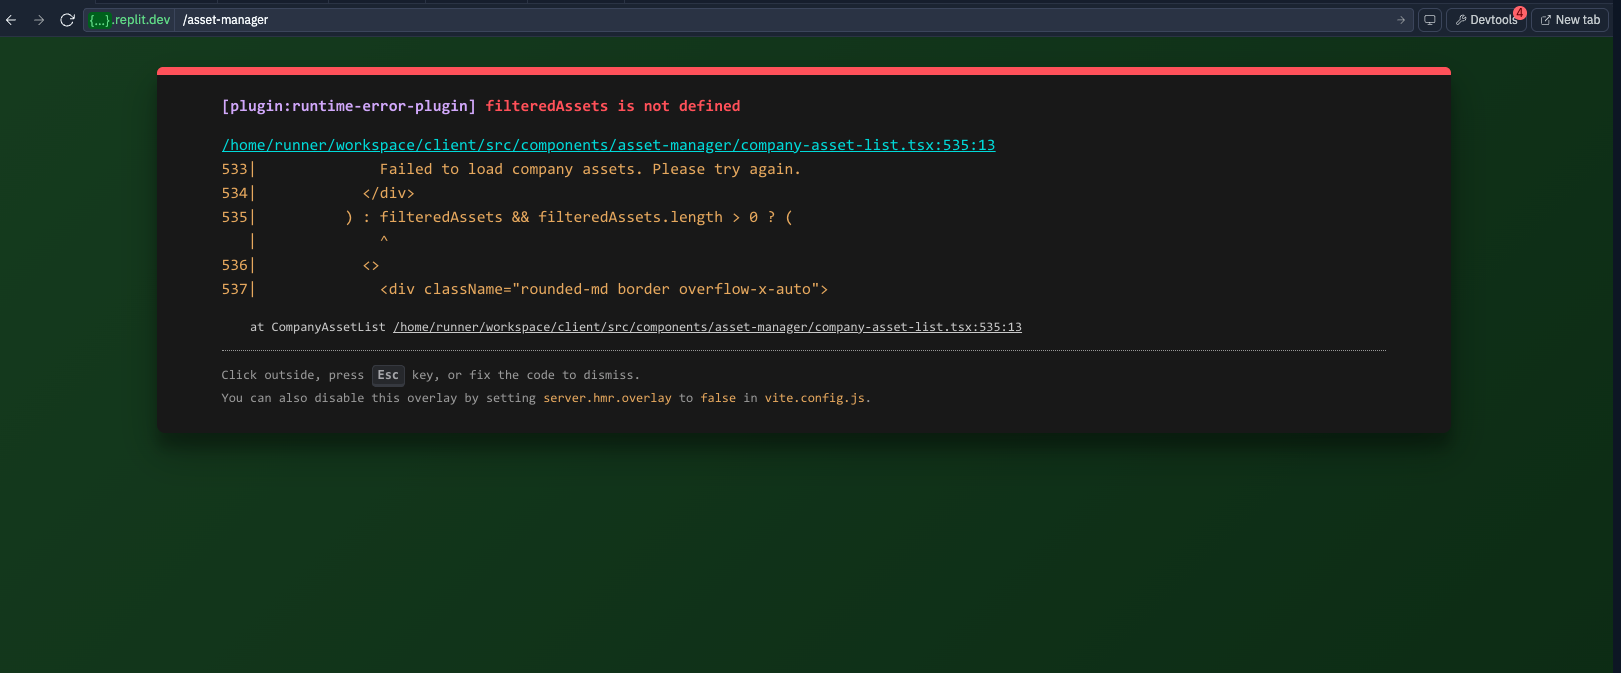 {...}.replit.dev /asset-manager Devtools 4 New tab
[plugin:runtime-error-plugin] filteredAssets is not defined
/home/runner/workspace/client/src/components/asset-manager/company-asset-list.tsx:535:13
533|              Failed to load company assets. Please try again.
534|            </div>
535|          ) : filteredAssets && filteredAssets.length > 0 ? (
   |              ^
536|            <>
537|              <div className="rounded-md border overflow-x-auto">
at CompanyAssetList /home/runner/workspace/client/src/components/asset-manager/company-asset-list.tsx:535:13
Click outside, press Esc key, or fix the code to dismiss.
You can also disable this overlay by setting server.hmr.overlay to false in vite.config.js.